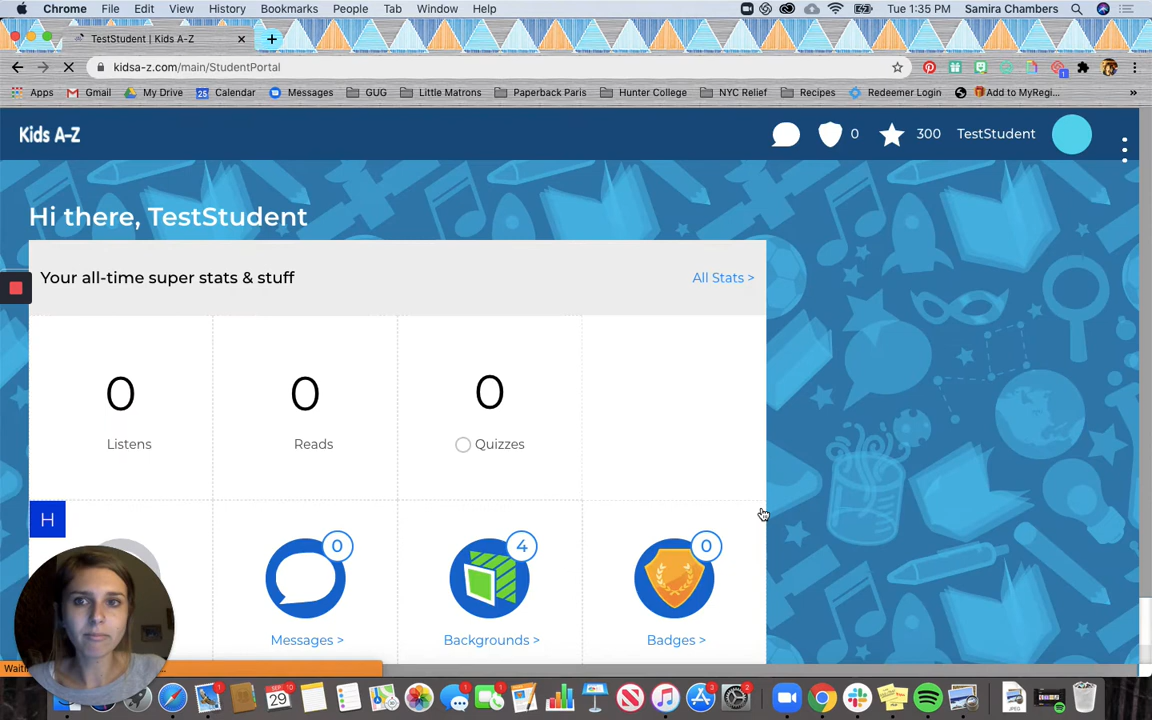 Chrome File Edit View History Bookmarks People Tab Window Help Tue 1:35 PM Samira Chambers
TestStudent | Kids A-Z
kidsa-z.com/main/StudentPortal
Apps Gmail My Drive 25 Calendar Messages GUG Little Matrons Paperback Paris Hunter College NYC Relief Recipes Redeemer Login Add to MyRegi...
Kids A-Z 0 300 TestStudent
Hi there, TestStudent
Your all-time super stats & stuff All Stats >
0 0 0
Listens Reads Quizzes
H
0 4 0
Messages > Backgrounds > Badges >